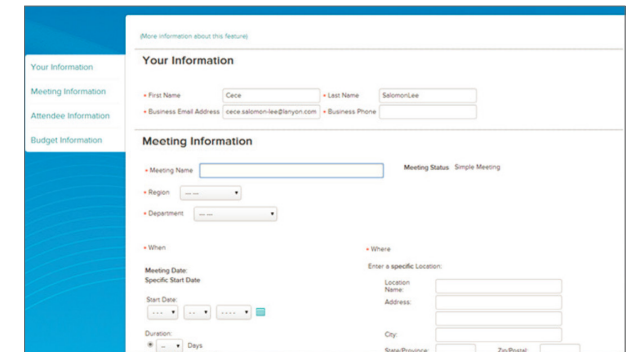 (More information about this feature)
Your Information
Meeting Information
Attendee Information
Budget Information
Your Information
* First Name Cece * Last Name SalomonLee
* Business Email Address cece.salomon-lee@lanyon.com * Business Phone
Meeting Information
* Meeting Name Meeting Status Simple Meeting
* Region -- --
* Department -- --
* When * Where
Meeting Date:
Specific Start Date
Enter a specific Location:
Location
Name:
Start Date:
--- -- ----
Address:
Duration:
-- Days
City:
State/Province: Zip/Postal: